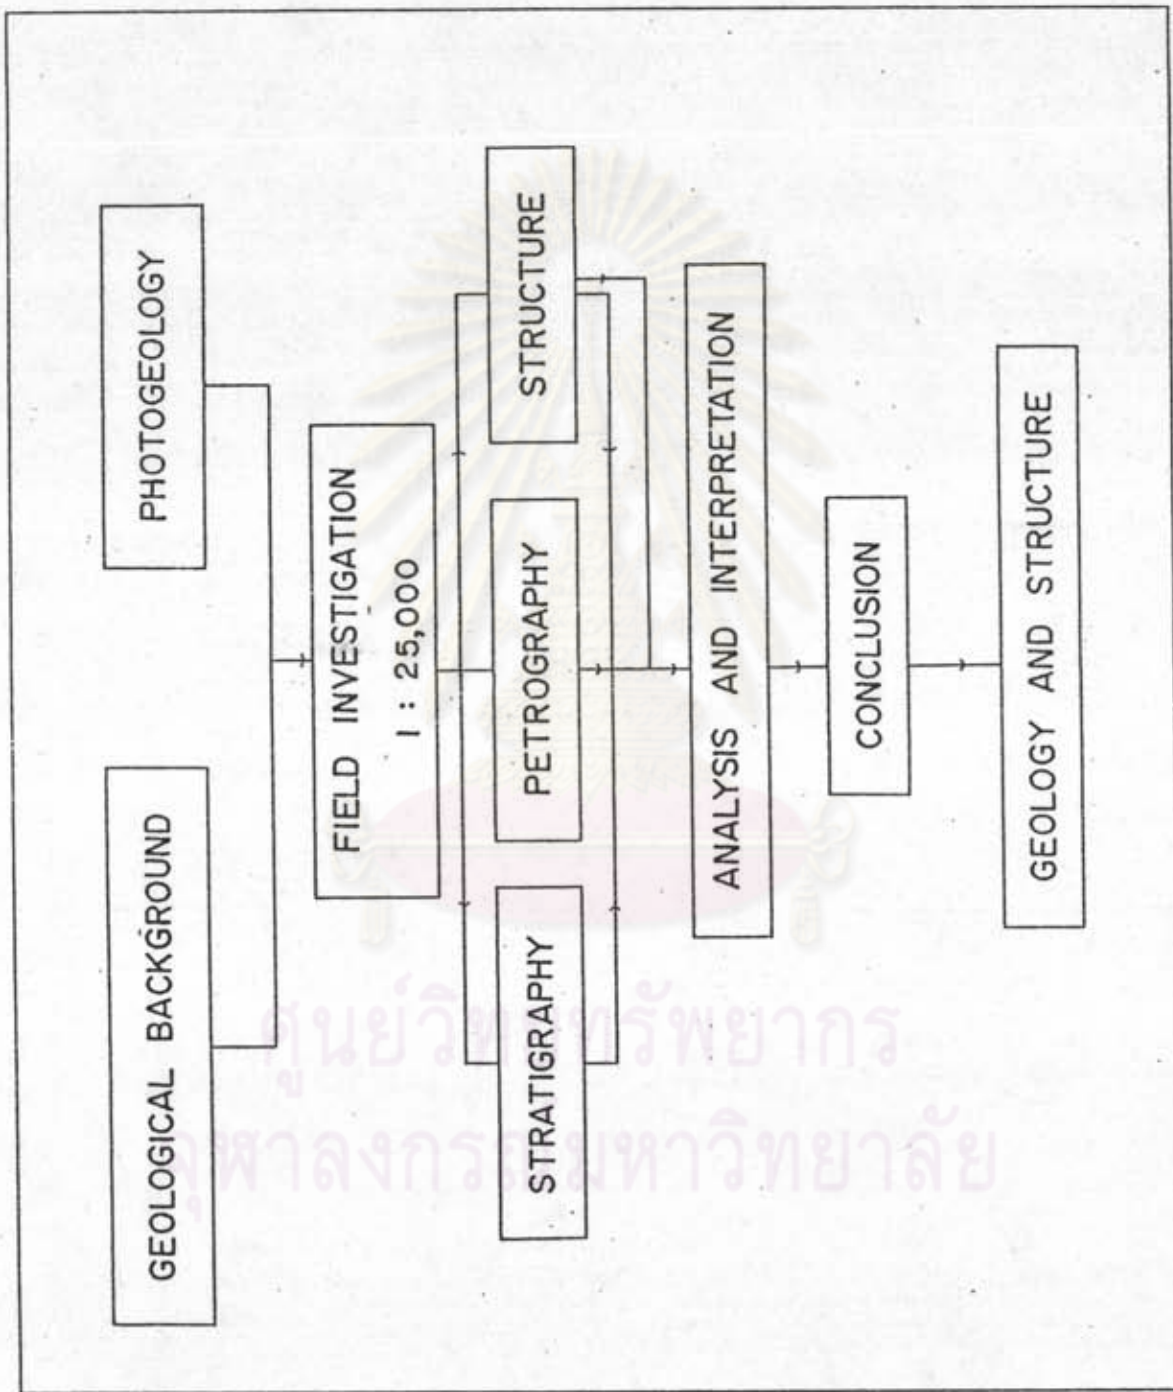 GEOLOGICAL BACKGROUND
PHOTOGEOLOGY
FIELD INVESTIGATION
1 : 25,000
STRATIGRAPHY
PETROGRAPHY
STRUCTURE
ANALYSIS AND INTERPRETATION
CONCLUSION
GEOLOGY AND STRUCTURE
ศูนย์วิทยทรัพยากร
จุฬาลงกรณ์มหาวิทยาลัย